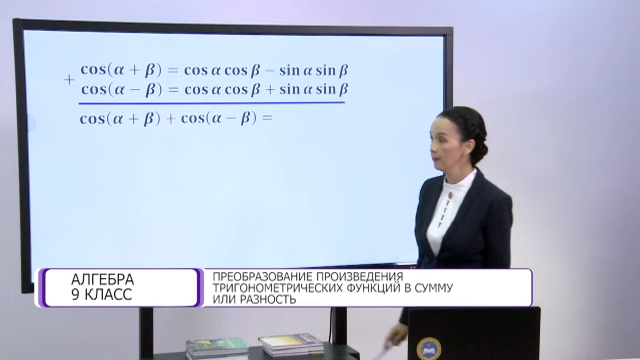 cos(α + β) = cos α cos β − sin α sin β
+
cos(α − β) = cos α cos β + sin α sin β
cos(α + β) + cos(α − β) =
АЛГЕБРА
9 КЛАСС
ПРЕОБРАЗОВАНИЕ ПРОИЗВЕДЕНИЯ
ТРИГОНОМЕТРИЧЕСКИХ ФУНКЦИЙ В СУММУ
ИЛИ РАЗНОСТЬ